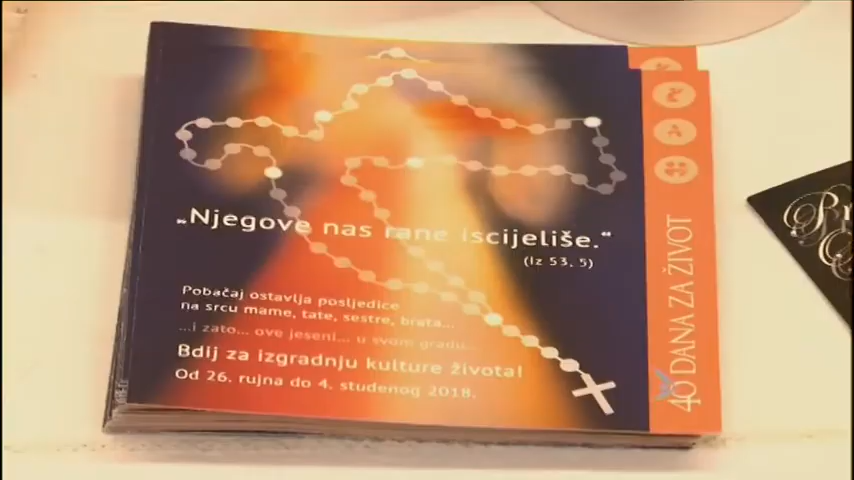 „Njegove nas rane iscijeliše.“
(Iz 53, 5)
Pobačaj ostavlja posljedice
na srcu mame, tate, sestre, brata...
...i zato... ove jeseni... u svom gradu...
Bdij za izgradnju kulture života!
Od 26. rujna do 4. studenog 2018.
40 DANA ZA ŽIVOT